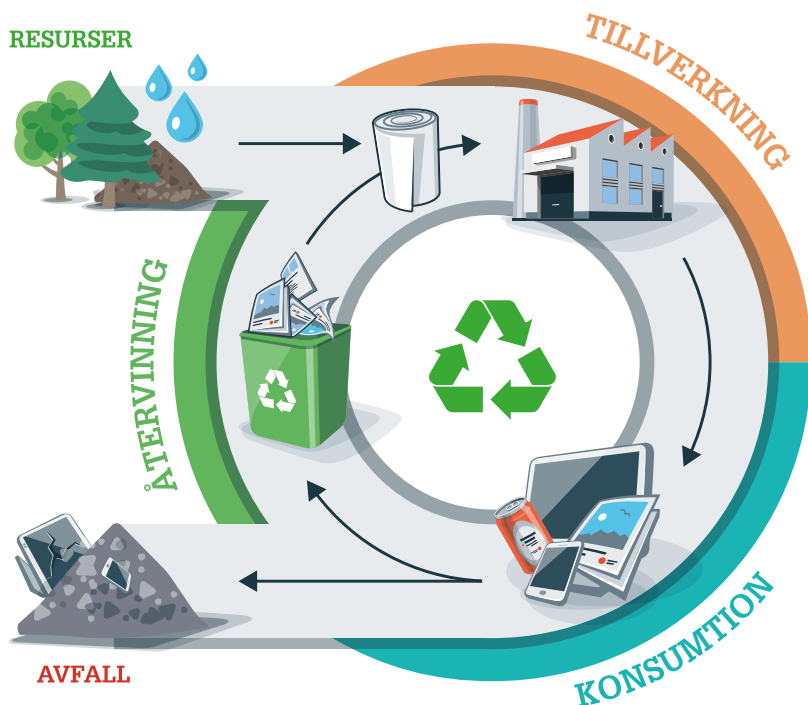 RESURSER
TILLVERKNING
ÅTERVINNING
KONSUMTION
AVFALL